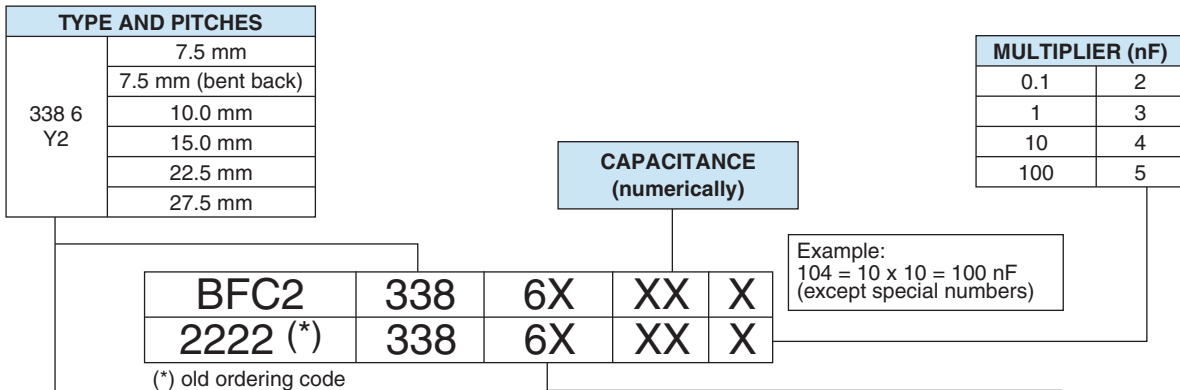 TYPE AND PITCHES
338 6
Y2
7.5 mm
7.5 mm (bent back)
10.0 mm
15.0 mm
22.5 mm
27.5 mm
CAPACITANCE
(numerically)
MULTIPLIER (nF)
0.1 2
1 3
10 4
100 5
Example:
104 = 10 x 10 = 100 nF
(except special numbers)
BFC2 338 6X XX X
2222 (*) 338 6X XX X
(*) old ordering code